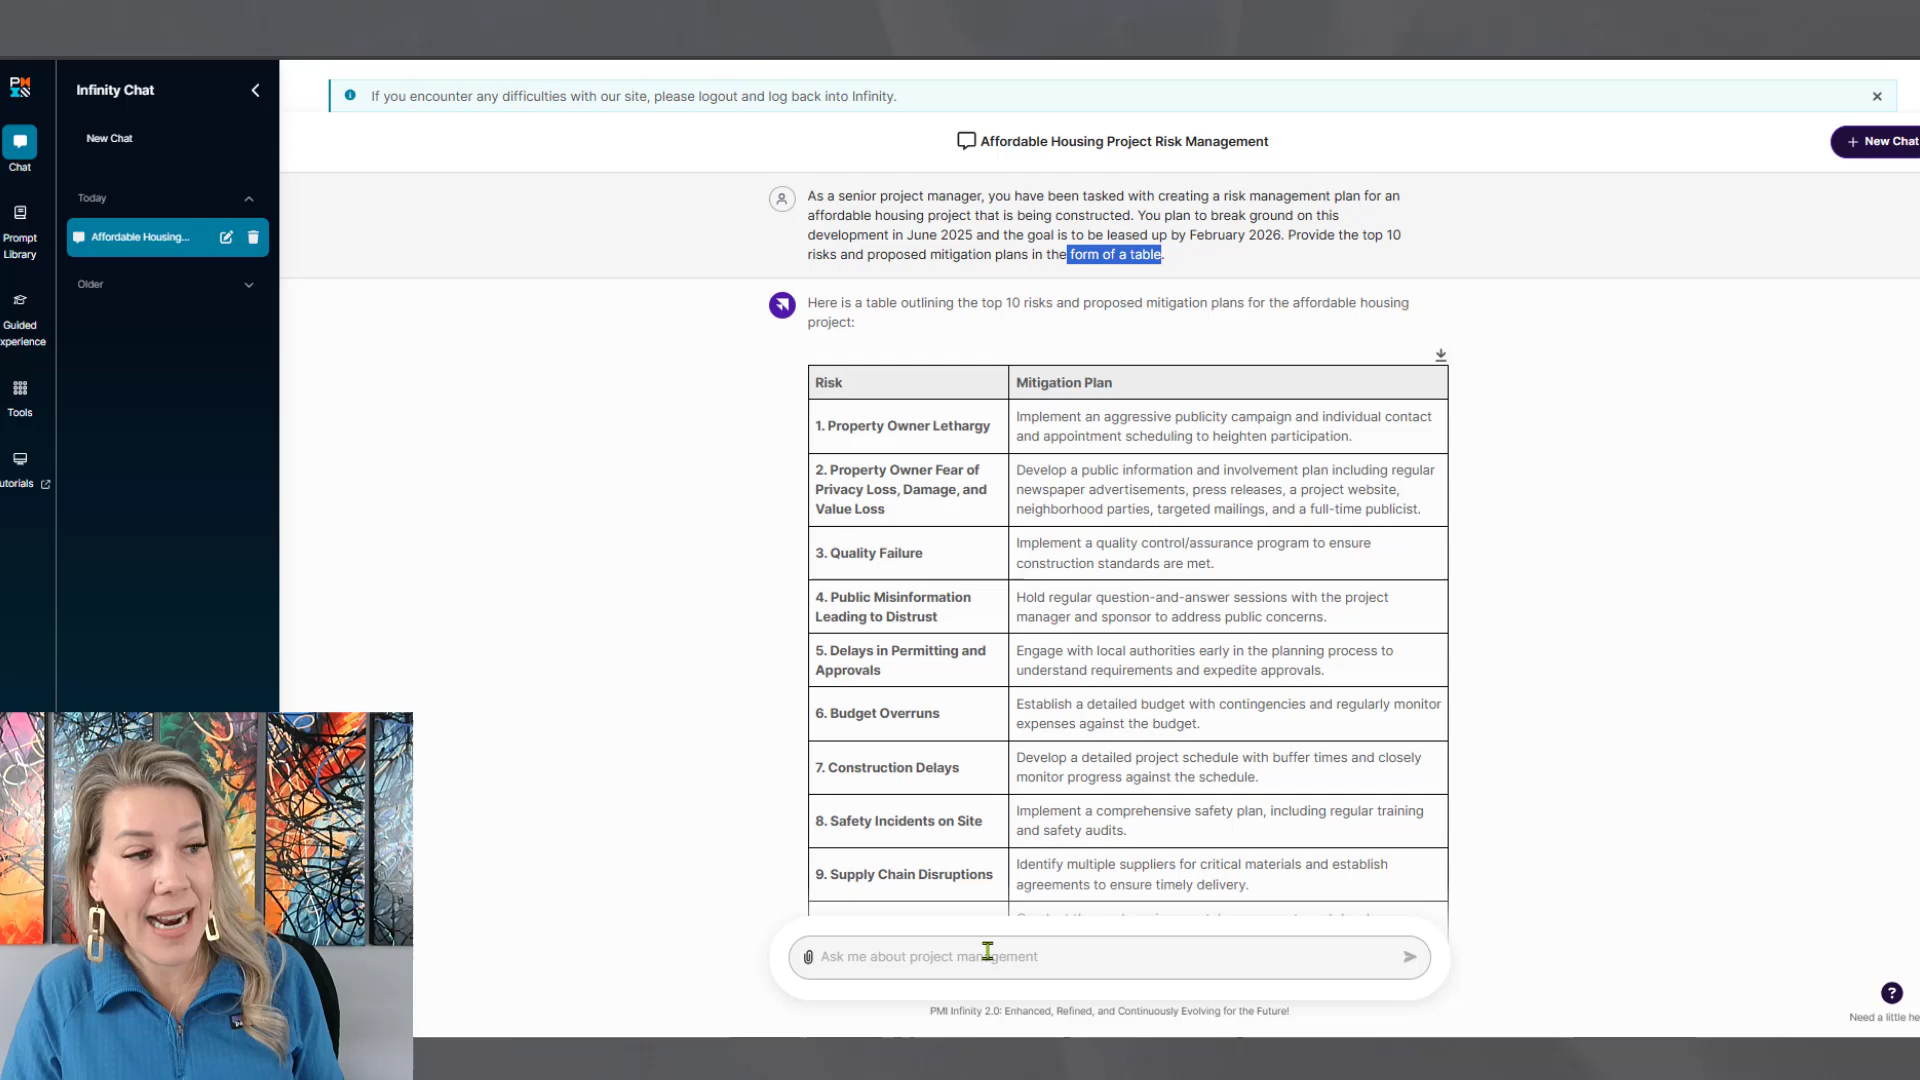 Infinity Chat
If you encounter any difficulties with our site, please logout and log back into Infinity.
New Chat
Affordable Housing Project Risk Management
New Chat
Chat
Today
Affordable Housing...
Older
Prompt
Library
Guided
xperience
Tools
utorials
As a senior project manager, you have been tasked with creating a risk management plan for an
affordable housing project that is being constructed. You plan to break ground on this
development in June 2025 and the goal is to be leased up by February 2026. Provide the top 10
risks and proposed mitigation plans in the form of a table.
Here is a table outlining the top 10 risks and proposed mitigation plans for the affordable housing
project:
Risk
Mitigation Plan
1. Property Owner Lethargy
Implement an aggressive publicity campaign and individual contact
and appointment scheduling to heighten participation.
2. Property Owner Fear of
Privacy Loss, Damage, and
Value Loss
Develop a public information and involvement plan including regular
newspaper advertisements, press releases, a project website,
neighborhood parties, targeted mailings, and a full-time publicist.
3. Quality Failure
Implement a quality control/assurance program to ensure
construction standards are met.
4. Public Misinformation
Leading to Distrust
Hold regular question-and-answer sessions with the project
manager and sponsor to address public concerns.
5. Delays in Permitting and
Approvals
Engage with local authorities early in the planning process to
understand requirements and expedite approvals.
6. Budget Overruns
Establish a detailed budget with contingencies and regularly monitor
expenses against the budget.
7. Construction Delays
Develop a detailed project schedule with buffer times and closely
monitor progress against the schedule.
8. Safety Incidents on Site
Implement a comprehensive safety plan, including regular training
and safety audits.
9. Supply Chain Disruptions
Identify multiple suppliers for critical materials and establish
agreements to ensure timely delivery.
Ask me about project management
PMI Infinity 2.0: Enhanced, Refined, and Continuously Evolving for the Future!
Need a little he